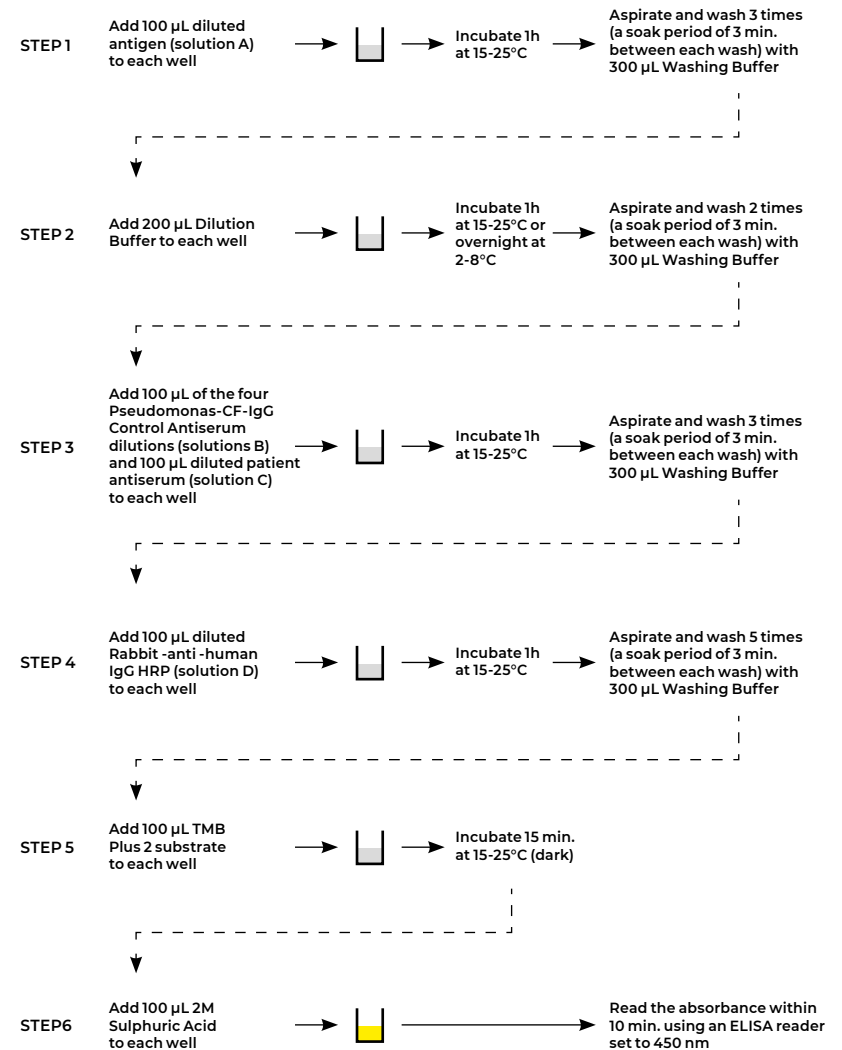 STEP 1
Add 100 µL diluted
antigen (solution A)
to each well
Incubate 1h
at 15-25°C
Aspirate and wash 3 times
(a soak period of 3 min.
between each wash) with
300 µL Washing Buffer
STEP 2
Add 200 µL Dilution
Buffer to each well
Incubate 1h
at 15-25°C or
overnight at
2-8°C
Aspirate and wash 2 times
(a soak period of 3 min.
between each wash) with
300 µL Washing Buffer
STEP 3
Add 100 µL of the four
Pseudomonas-CF-IgG
Control Antiserum
dilutions (solutions B)
and 100 µL diluted patient
antiserum (solution C)
to each well
Incubate 1h
at 15-25°C
Aspirate and wash 3 times
(a soak period of 3 min.
between each wash) with
300 µL Washing Buffer
STEP 4
Add 100 µL diluted
Rabbit -anti -human
IgG HRP (solution D)
to each well
Incubate 1h
at 15-25°C
Aspirate and wash 5 times
(a soak period of 3 min.
between each wash) with
300 µL Washing Buffer
STEP 5
Add 100 µL TMB
Plus 2 substrate
to each well
Incubate 15 min.
at 15-25°C (dark)
STEP6
Add 100 µL 2M
Sulphuric Acid
to each well
Read the absorbance within
10 min. using an ELISA reader
set to 450 nm